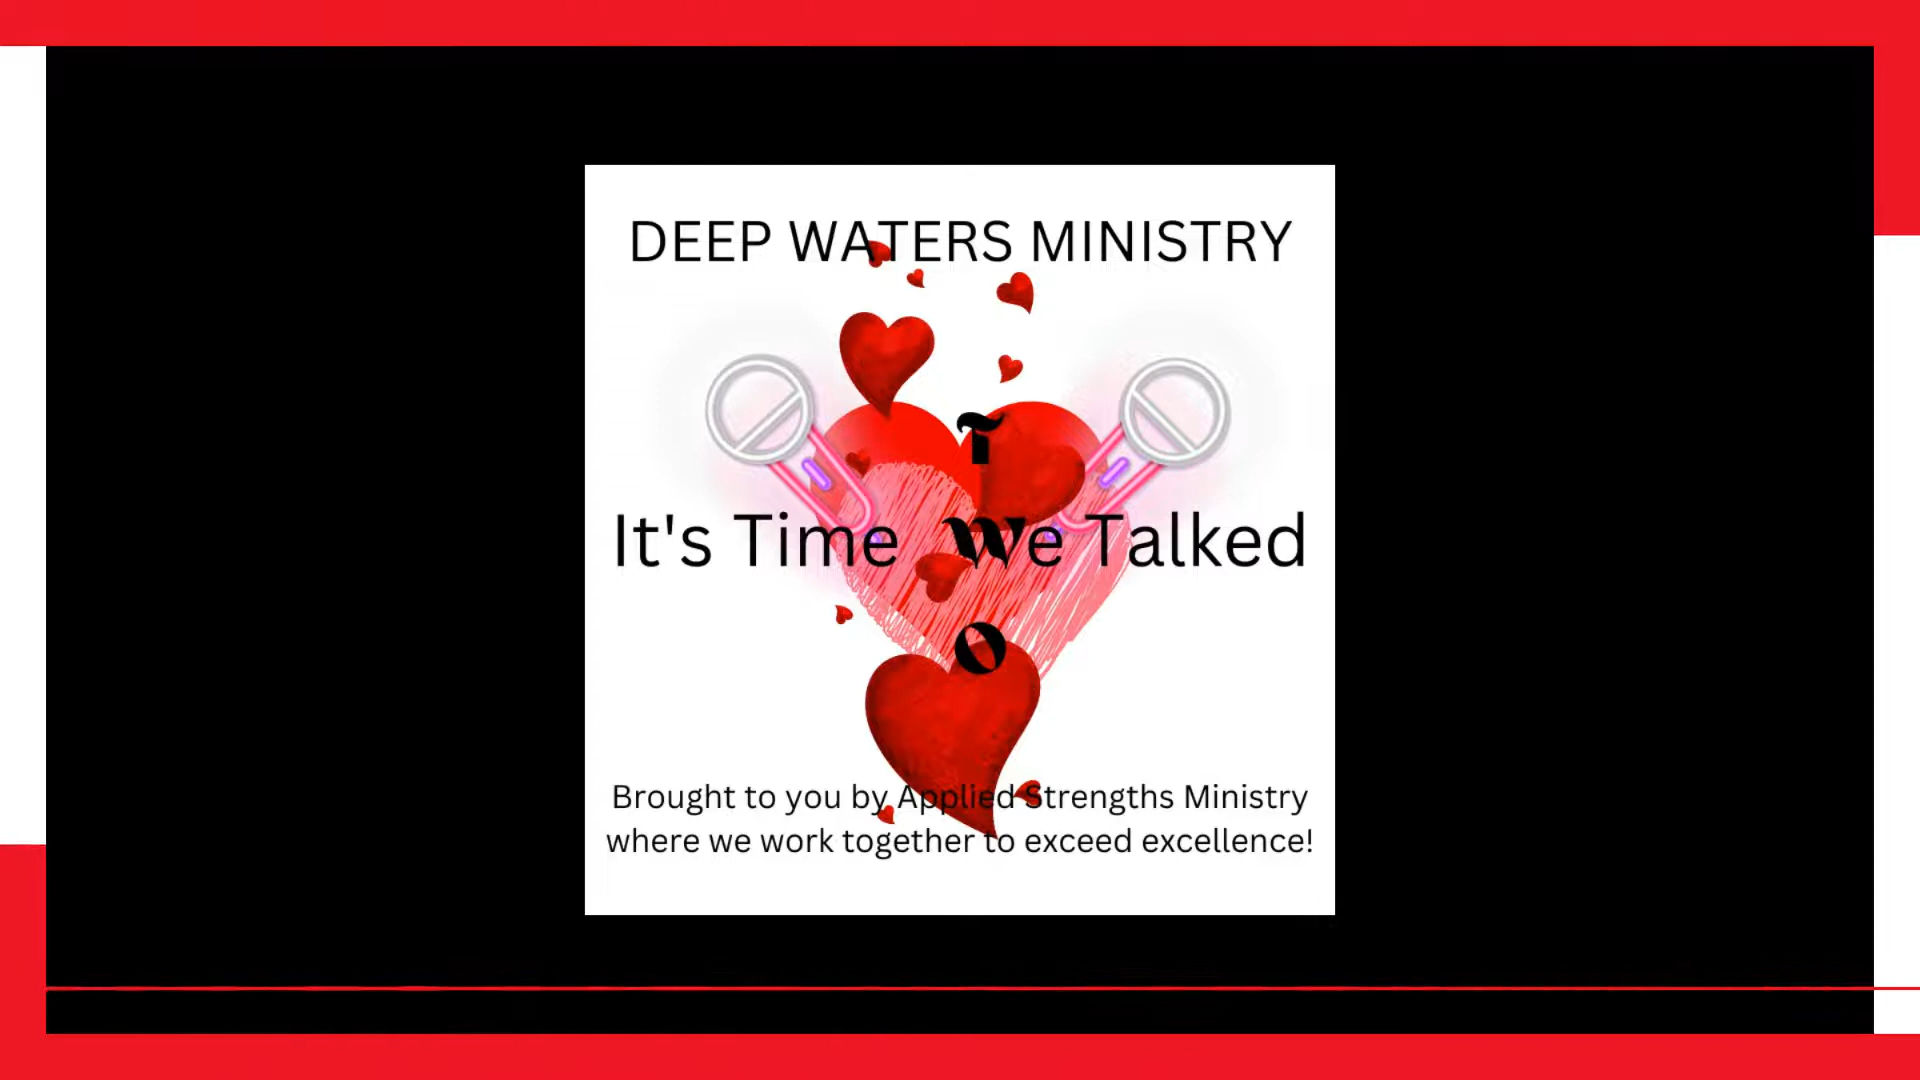 DEEP WATERS MINISTRY
T
It's Time We Talked
o
Brought to you by Applied Strengths Ministry
where we work together to exceed excellence!